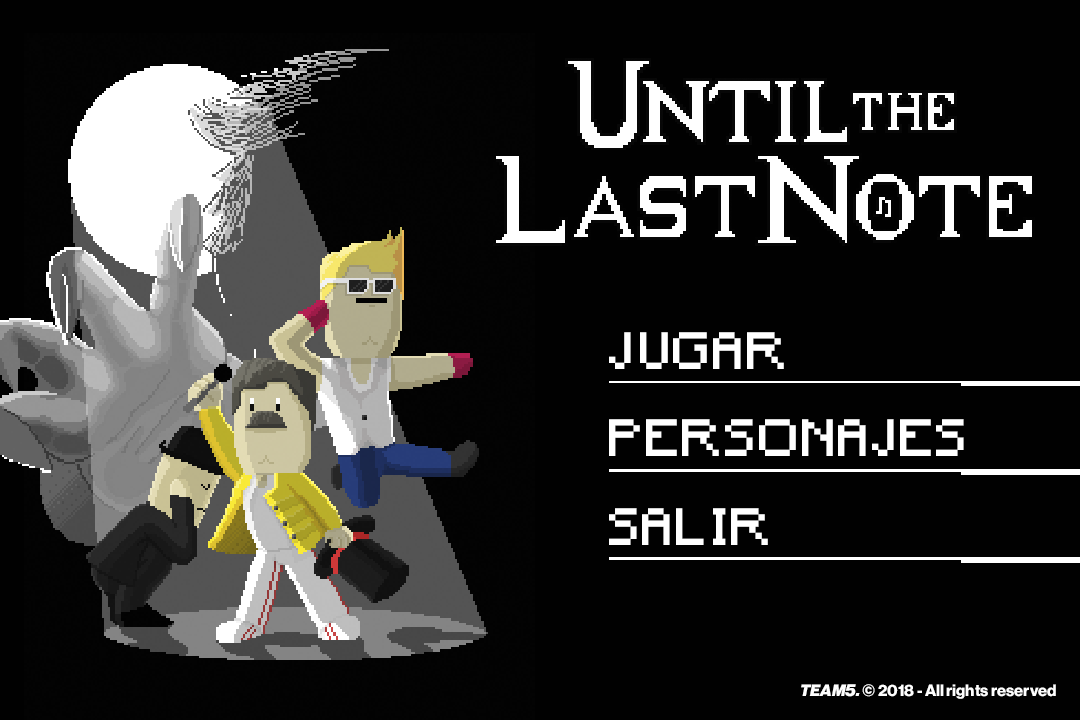 UNTIL THE
LAST NOTE
JUGAR
PERSONAJES
SALIR
TEAM5. © 2018 - All rights reserved